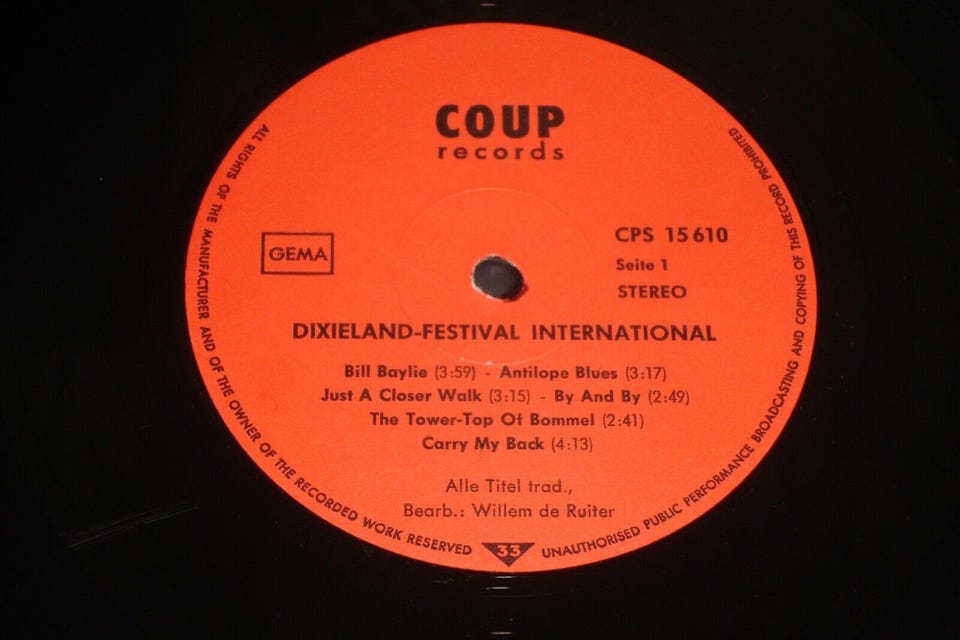 COUP
records
GEMA
CPS 15 610
Seite 1
STEREO
DIXIELAND-FESTIVAL INTERNATIONAL
Bill Baylie (3:59) - Antilope Blues (3:17)
Just A Closer Walk (3:15) - By And By (2:49)
The Tower-Top Of Bommel (2:41)
Carry My Back (4:13)
Alle Titel trad.,
Bearb.: Willem de Ruiter
ALL RIGHTS OF THE MANUFACTURER AND OF THE OWNER OF THE RECORDED WORK RESERVED
33
UNAUTHORISED PUBLIC PERFORMANCE BROADCASTING AND COPYING OF THIS RECORD PROHIBITED